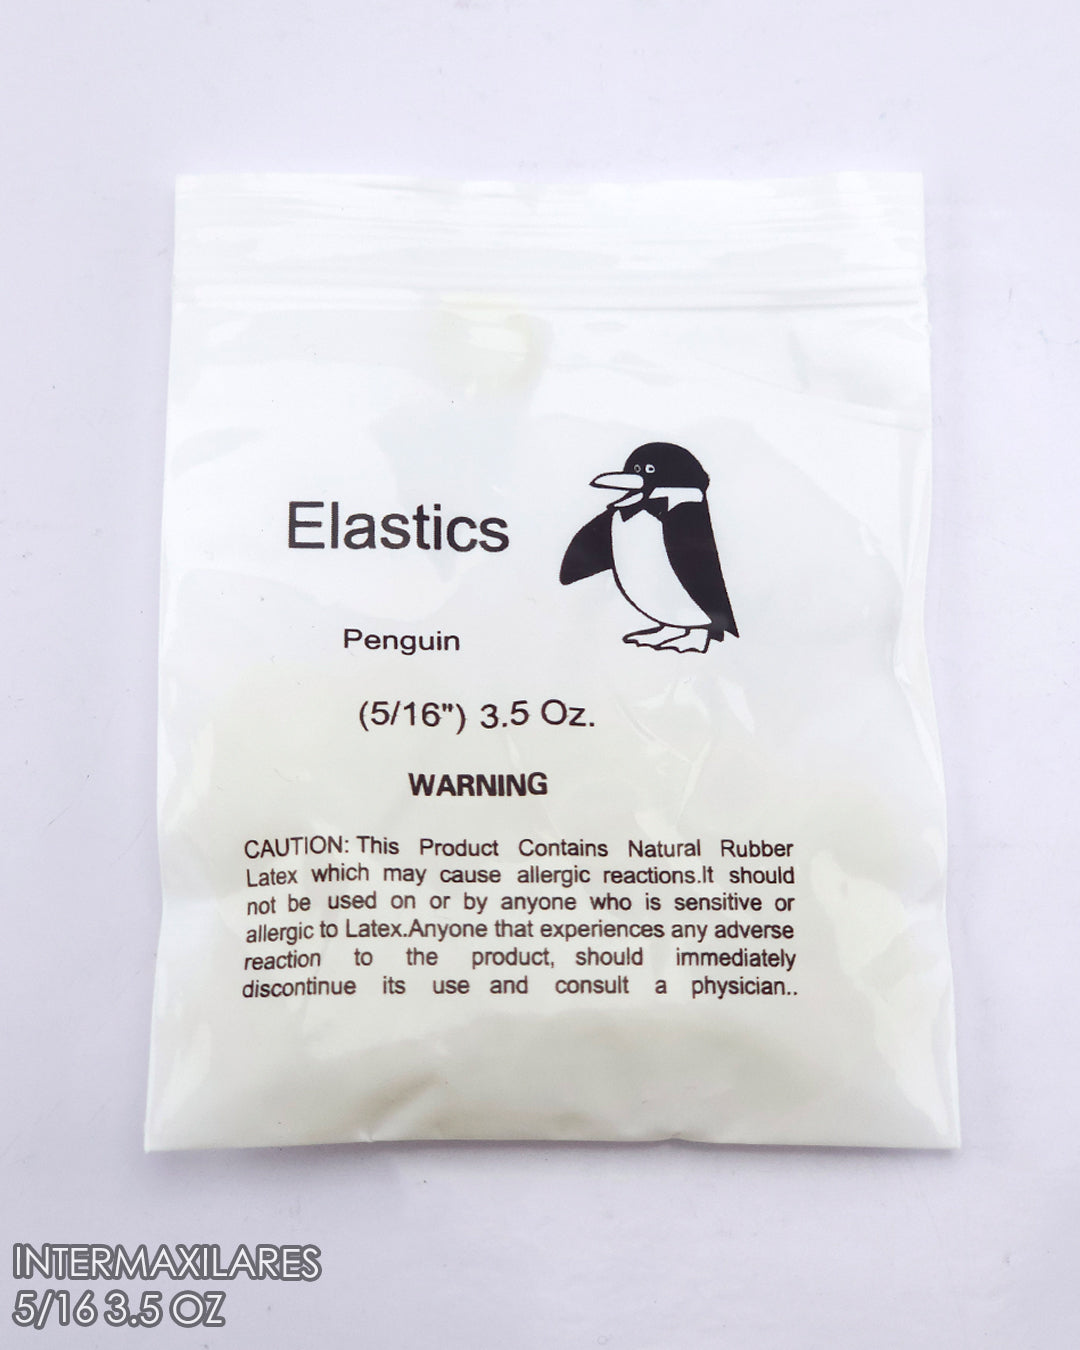 Elastics
Penguin
(5/16") 3.5 Oz.
WARNING
CAUTION: This Product Contains Natural Rubber
Latex which may cause allergic reactions.It should
not be used on or by anyone who is sensitive or
allergic to Latex.Anyone that experiences any adverse
reaction to the product, should immediately
discontinue its use and consult a physician..
INTERMAXILARES
5/16 3.5 OZ